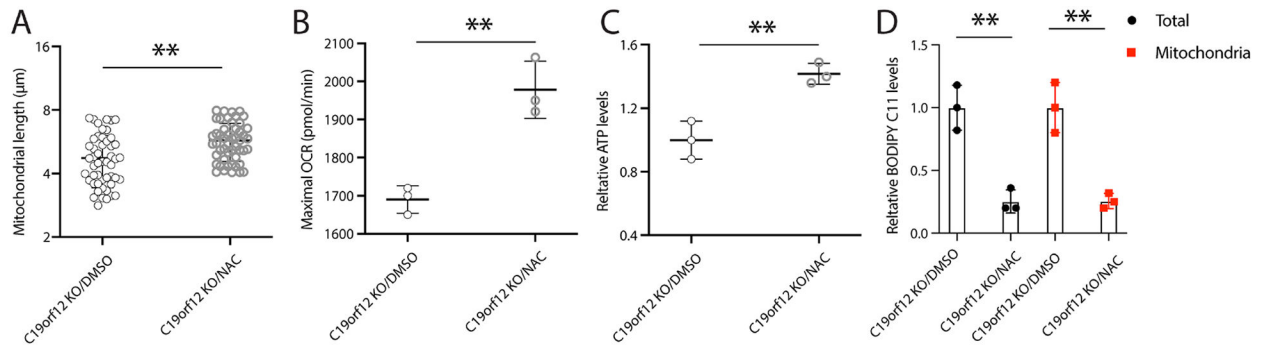 A
Mitochondrial length (µm)
16
8
4
2
**
C19orf12 KO/DMSO
C19orf12 KO/NAC
B
Maximal OCR (pmol/min)
2100
2000
1900
1800
1700
1600
**
C19orf12 KO/DMSO
C19orf12 KO/NAC
C
Reltative ATP levels
1.6
1.2
0.8
0.4
**
C19orf12 KO/DMSO
C19orf12 KO/NAC
D
Reltative BODIPY C11 levels
1.5
1.0
0.5
0.0
**
**
C19orf12 KO/DMSO
C19orf12 KO/NAC
C19orf12 KO/DMSO
C19orf12 KO/NAC
Total
Mitochondria